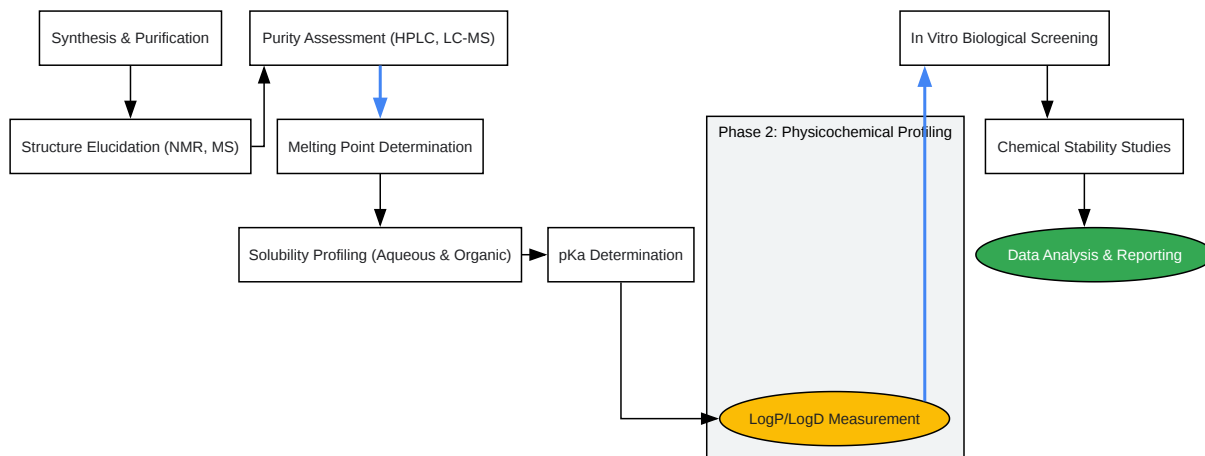 Synthesis & Purification
Purity Assessment (HPLC, LC-MS)
In Vitro Biological Screening
Phase 2: Physicochemical Profiling
Structure Elucidation (NMR, MS)
Melting Point Determination
Chemical Stability Studies
Solubility Profiling (Aqueous & Organic)
pKa Determination
Data Analysis & Reporting
LogP/LogD Measurement